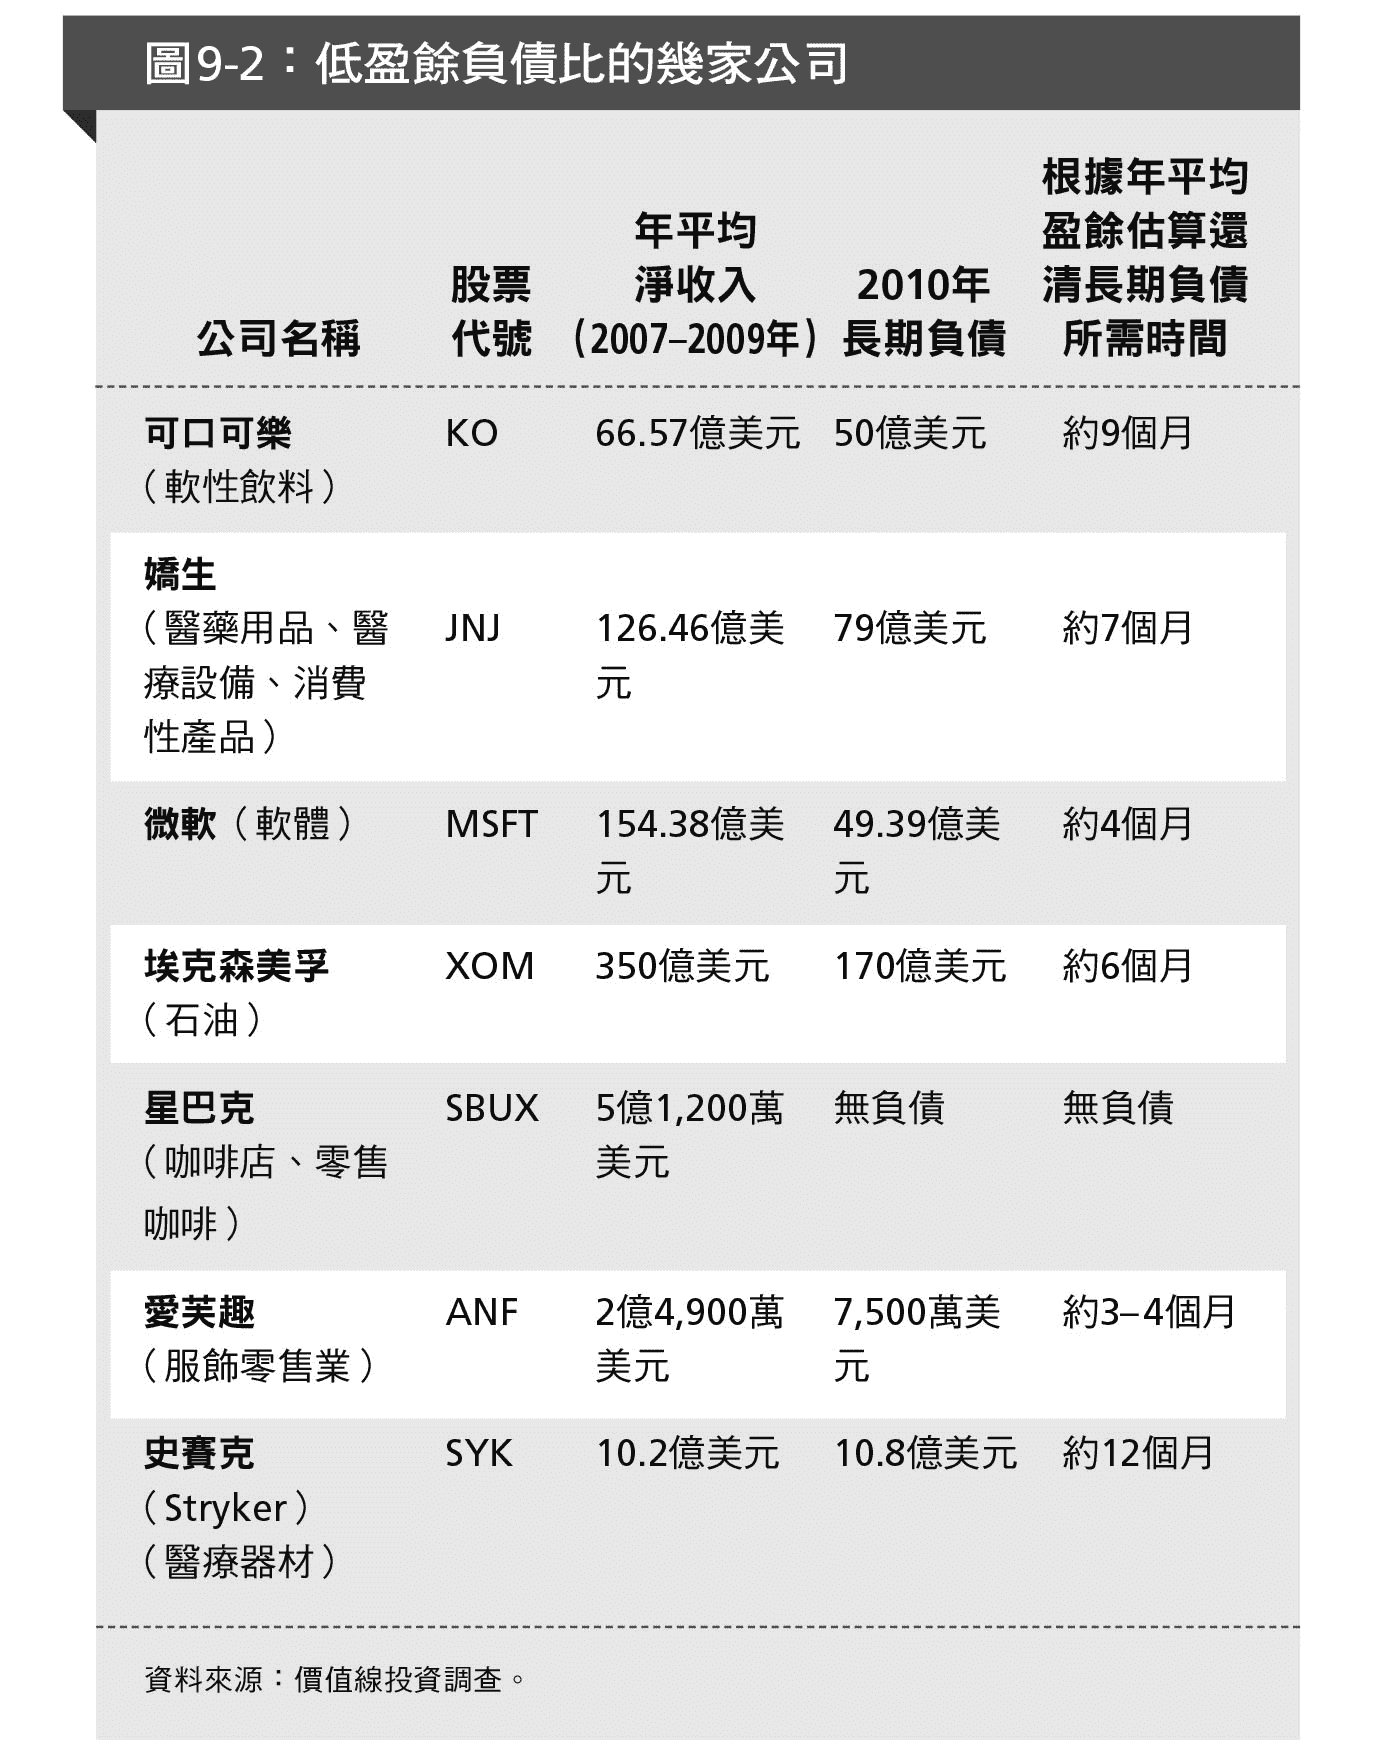 圖9-2：低盈餘負債比的幾家公司
公司名稱
股票
代號
年平均
淨收入
（2007–2009年）
2010年
長期負債
根據年平均
盈餘估算還
清長期負債
所需時間
可口可樂
（軟性飲料）
KO
66.57億美元
50億美元
約9個月
嬌生
（醫藥用品、醫
療設備、消費
性產品）
JNJ
126.46億美
元
79億美元
約7個月
微軟（軟體）
MSFT
154.38億美
元
49.39億美
元
約4個月
埃克森美孚
（石油）
XOM
350億美元
170億美元
約6個月
星巴克
（咖啡店、零售
咖啡）
SBUX
5億1,200萬
美元
無負債
無負債
愛芙趣
（服飾零售業）
ANF
2億4,900萬
美元
7,500萬美
元
約3–4個月
史賽克
（Stryker）
（醫療器材）
SYK
10.2億美元
10.8億美元
約12個月
資料來源：價值線投資調查。